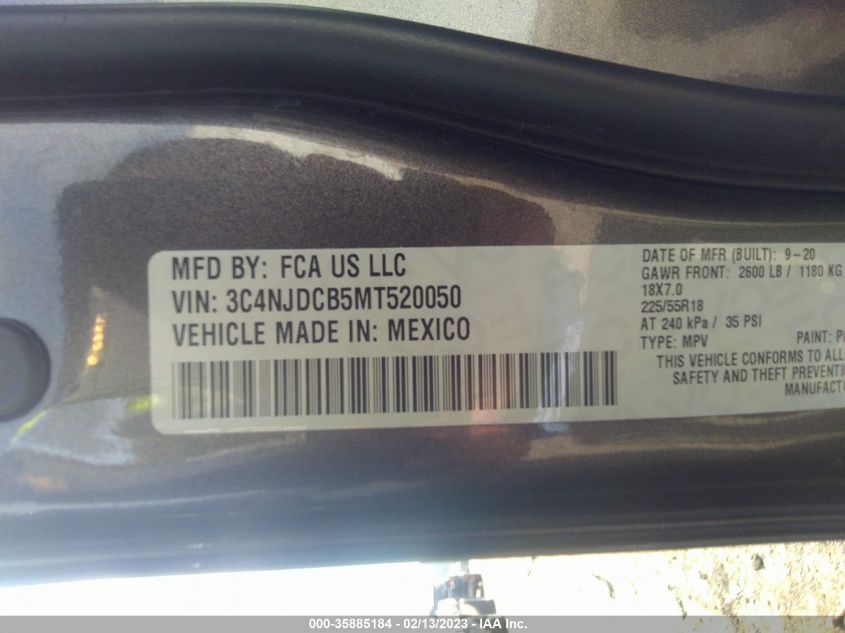 MFD BY: FCA US LLC
VIN: 3C4NJDCB5MT520050
VEHICLE MADE IN: MEXICO
DATE OF MFR (BUILT): 9-20
GAWR FRONT: 2600 LB / 1180 KG
18X7.0
225/55R18
AT 240 kPa / 35 PSI
TYPE: MPV PAINT:
THIS VEHICLE CONFORMS TO ALL
SAFETY AND THEFT
000-35885184 - 02/13/2023 - IAA Inc.